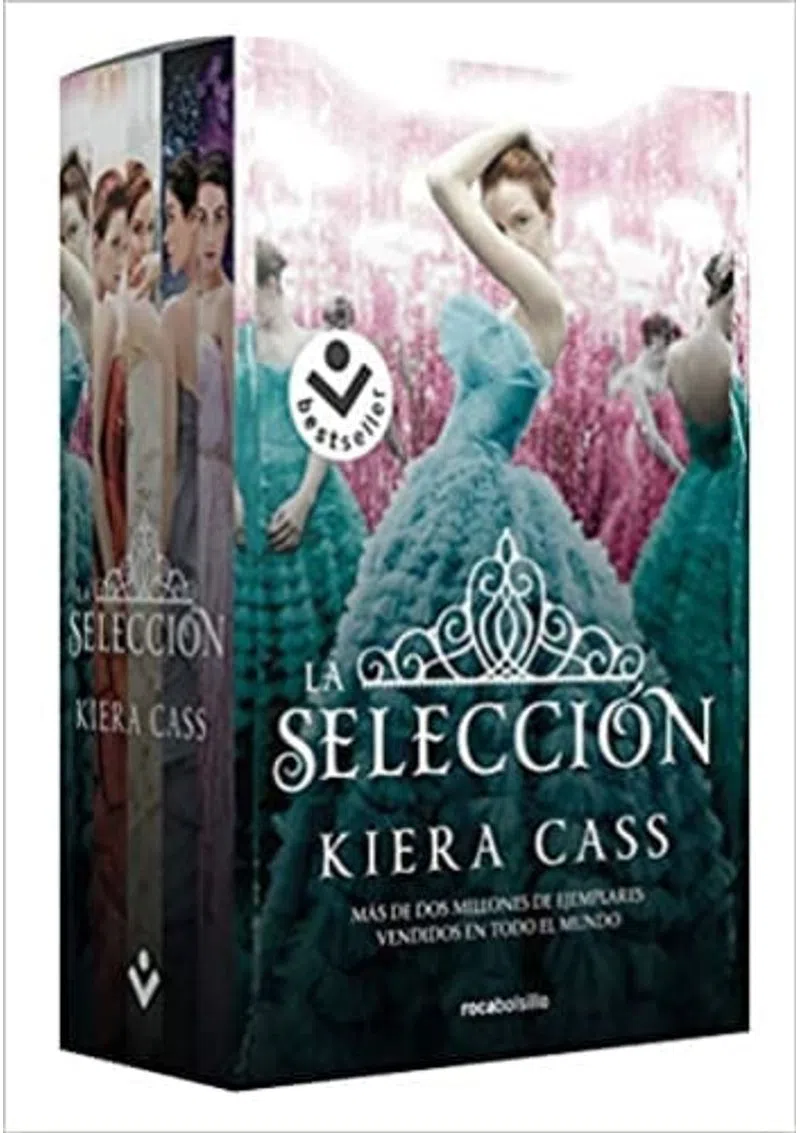 bestseller
LA
SELECCIÓN
KIERA CASS
MÁS DE DOS MILLONES DE EJEMPLARES
VENDIDOS EN TODO EL MUNDO
rocabolsillo
LA
SELECCIÓN
KIERA CASS